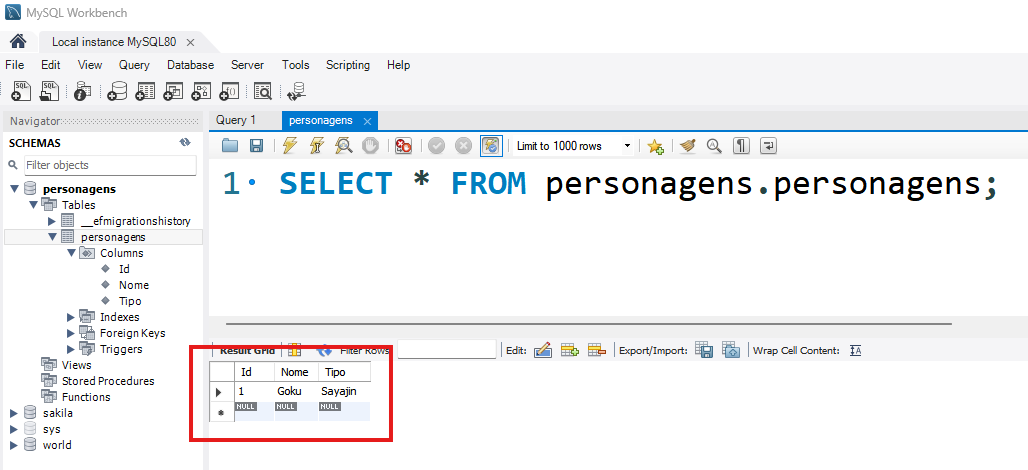 MySQL Workbench
Local instance MySQL80
File Edit View Query Database Server Tools Scripting Help
Navigator
SCHEMAS
Filter objects
personagens
Tables
__efmigrationshistory
personagens
Columns
Id
Nome
Tipo
Indexes
Foreign Keys
Triggers
Views
Stored Procedures
Functions
sakila
sys
world
Query 1 personagens
Limit to 1000 rows
1 SELECT * FROM personagens.personagens;
Result Grid Filter Rows Edit: Export/Import: Wrap Cell Content:
Id Nome Tipo
1 Goku Sayajin
NULL NULL NULL